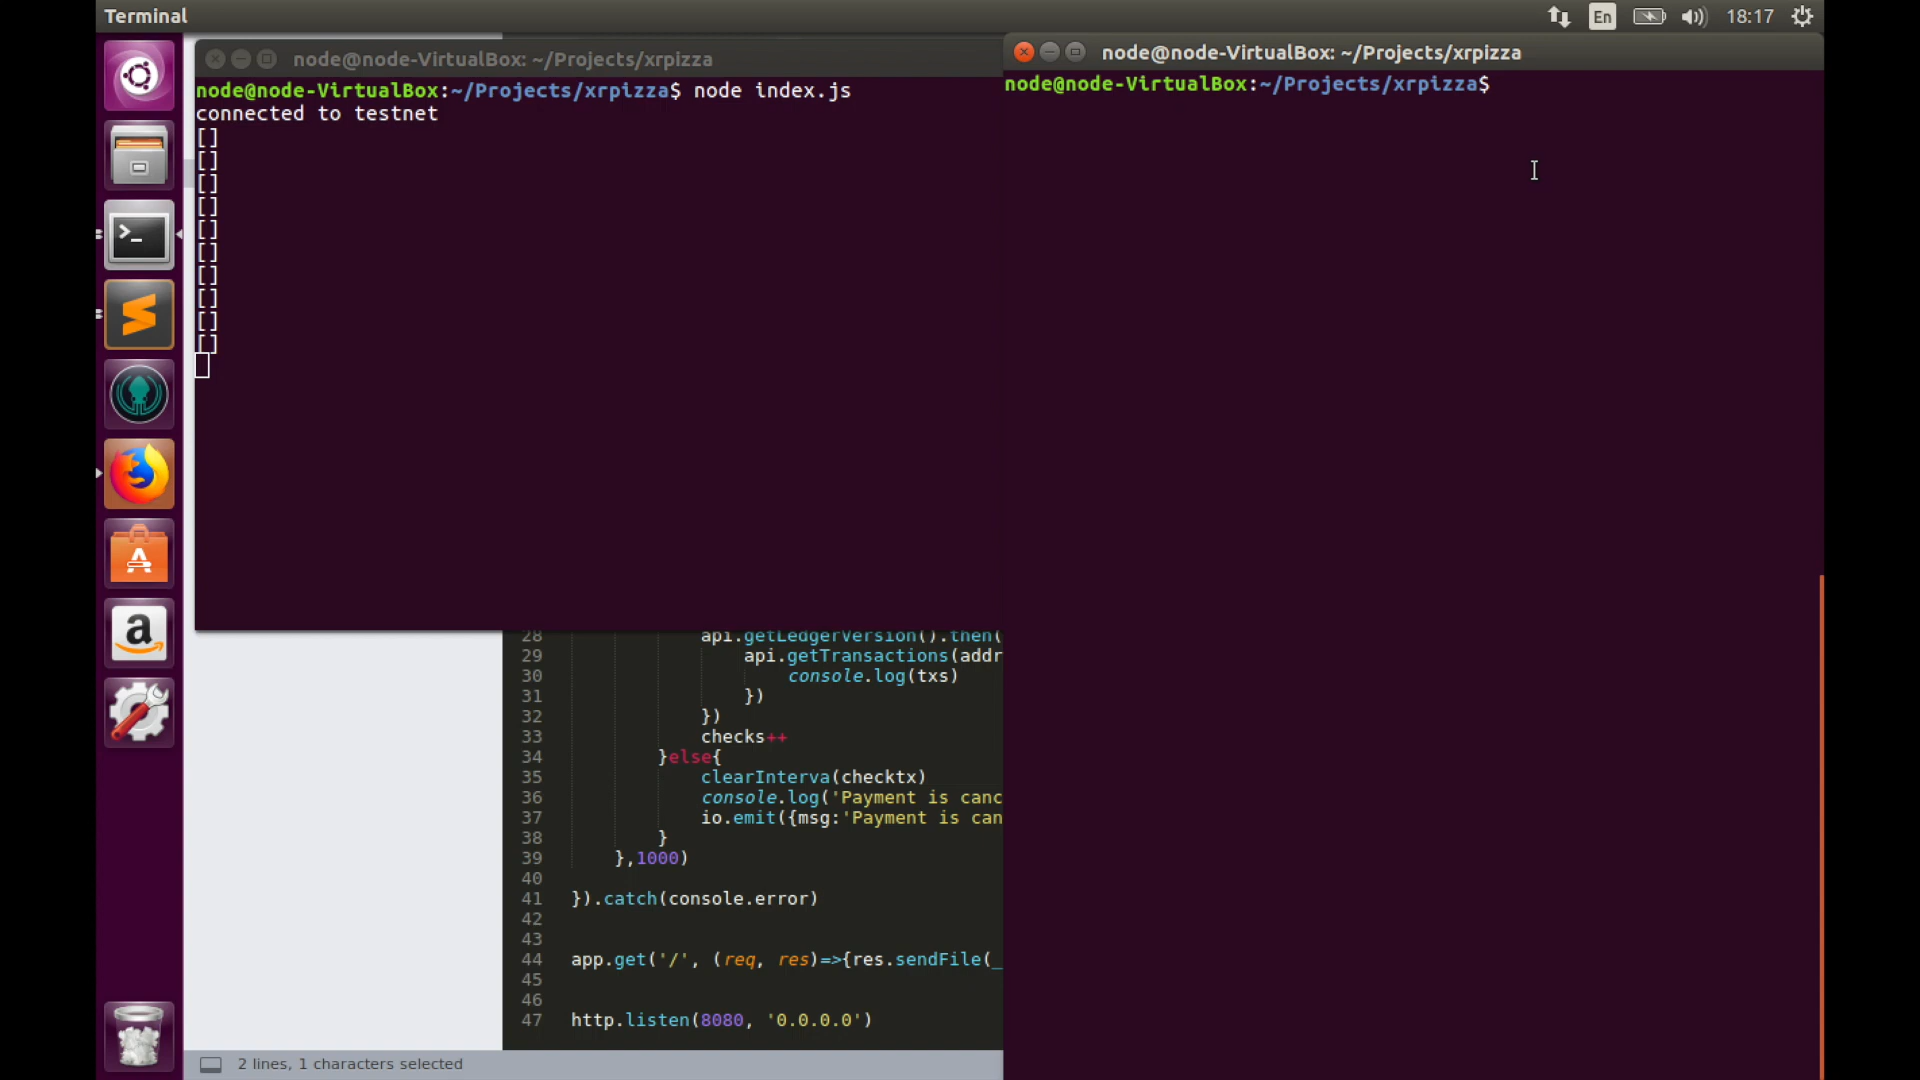 Terminal
En
18:17
node@node-VirtualBox: ~/Projects/xrpizza
node@node-VirtualBox:~/Projects/xrpizza$ node index.js
connected to testnet
[]
[]
[]
[]
[]
[]
[]
[]
[]
[]
node@node-VirtualBox: ~/Projects/xrpizza
node@node-VirtualBox:~/Projects/xrpizza$
28 api.getLedgerVersion().then(
29 api.getTransactions(addr
30 console.log(txs)
31 })
32 })
33 checks++
34 }else{
35 clearInterva(checktx)
36 console.log('Payment is canc
37 io.emit({msg:'Payment is can
38 }
39 },1000)
40
41 }).catch(console.error)
42
43
44 app.get('/', (req, res)=>{res.sendFile(_
45
46
47 http.listen(8080, '0.0.0.0')
2 lines, 1 characters selected